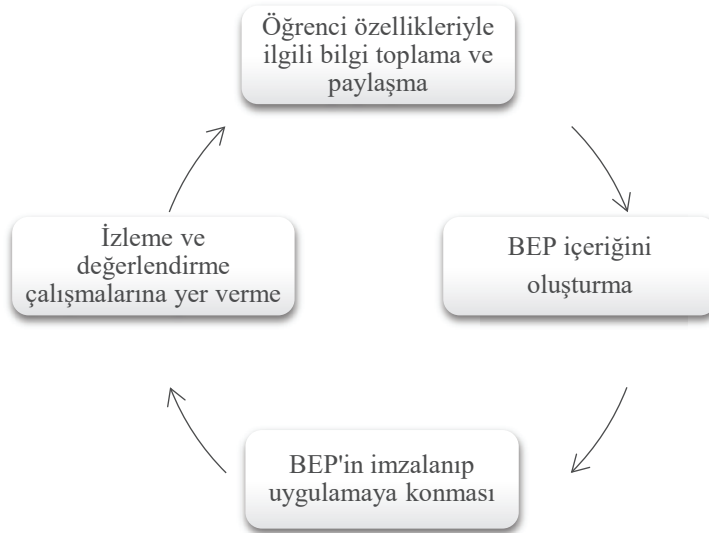 Öğrenci özellikleriyle
ilgili bilgi toplama ve
paylaşma
BEP içeriğini
oluşturma
BEP'in imzalanıp
uygulamaya konması
İzleme ve
değerlendirme
çalışmalarına yer verme